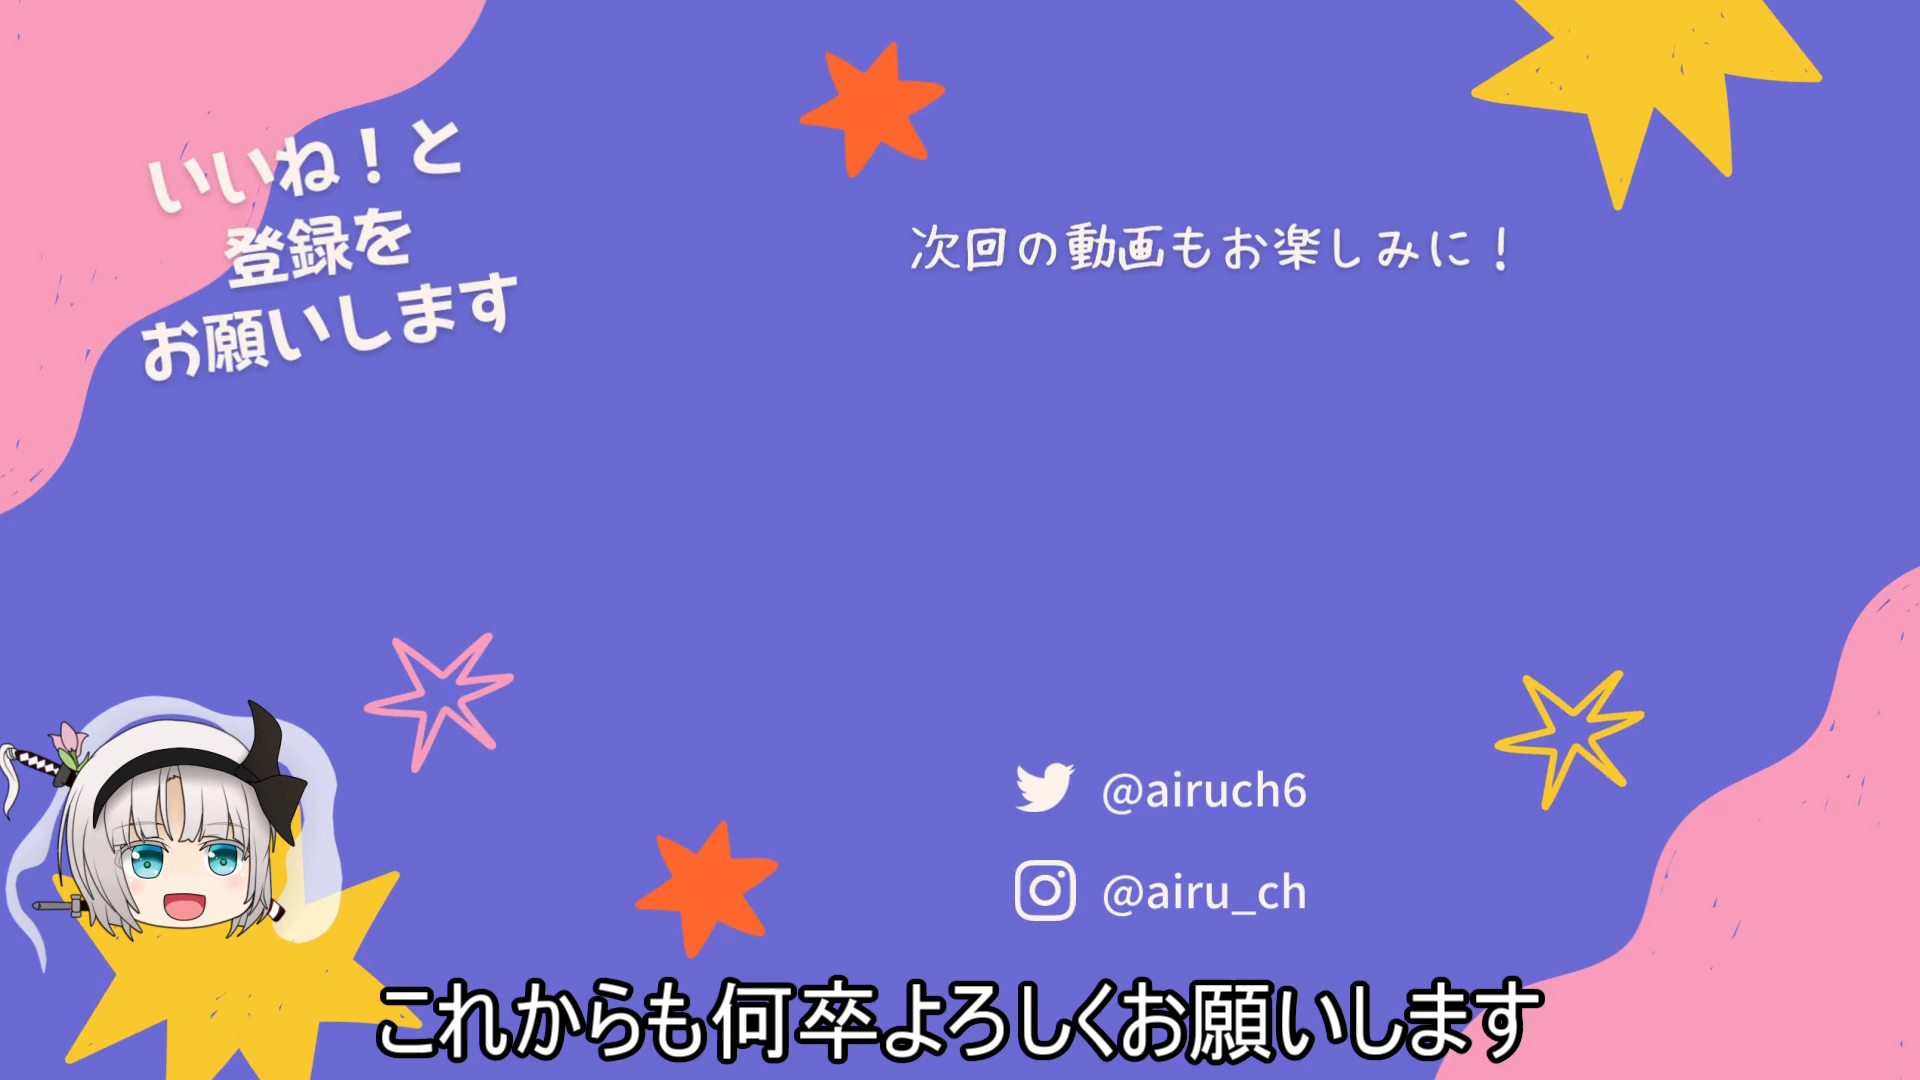 いいね！と
登録を
お願いします
次回の動画もお楽しみに！
@airuch6
@airu_ch
これからも何卒よろしくお願いします